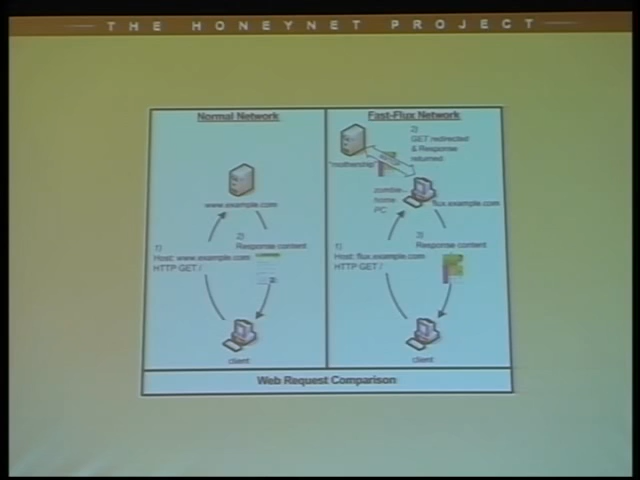 THE HONEYNET PROJECT
Normal Network
www.example.com
1)
Host: www.example.com
HTTP GET /
2)
Response content
client
Fast-Flux Network
"mothership"
2)
GET redirected
& Response
returned
zombie
home
PC
flux.example.com
1)
Host: flux.example.com
HTTP GET /
3)
Response content
client
Web Request Comparison